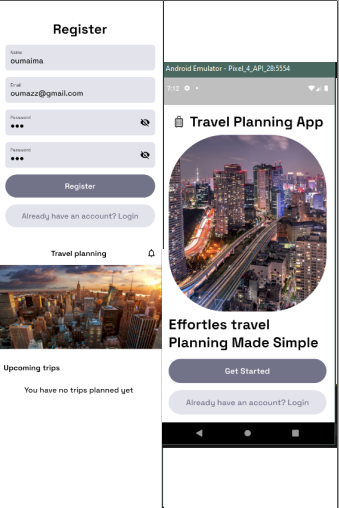 Register
Name
oumaima
Email
oumazz@gmail.com
Password
Password
Register
Already have an account? Login
Travel planning
Upcoming trips
You have no trips planned yet
Android Emulator - Pixel_4_API_28:5554
7:12
Travel Planning App
Effortles travel
Planning Made Simple
Get Started
Already have an account? Login